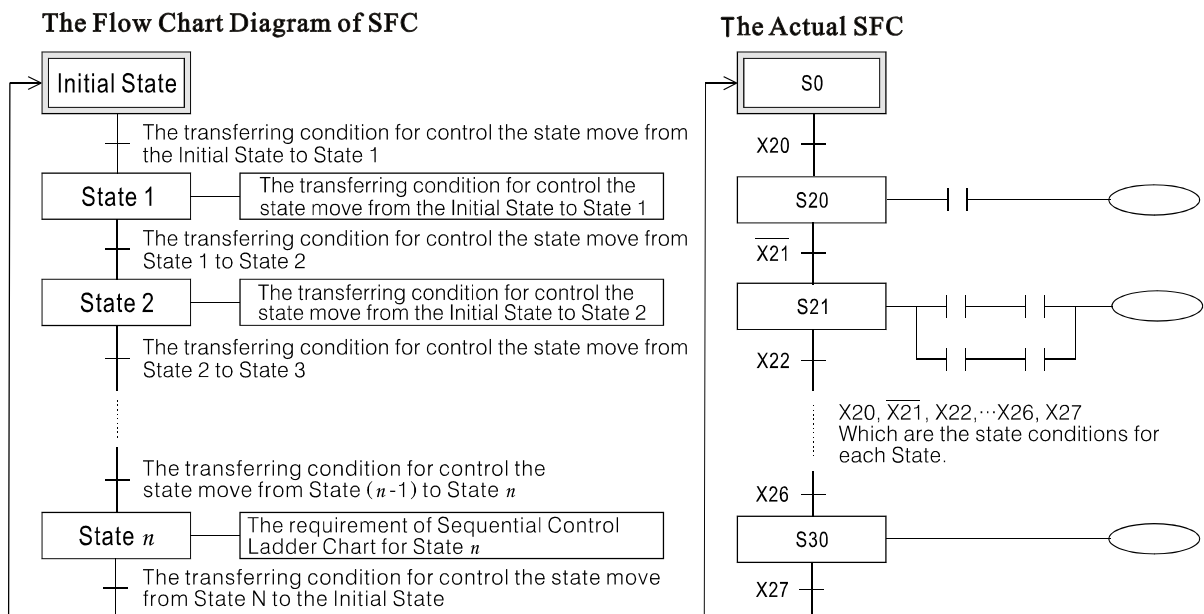 The Flow Chart Diagram of SFC
Initial State
The transferring condition for control the state move from
the Initial State to State 1
State 1
The transferring condition for control the
state move from the Initial State to State 1
The transferring condition for control the state move from
State 1 to State 2
State 2
The transferring condition for control the
state move from the Initial State to State 2
The transferring condition for control the state move from
State 2 to State 3
The transferring condition for control the
state move from State (n-1) to State n
State n
The requirement of Sequential Control
Ladder Chart for State n
The transferring condition for control the state move
from State N to the Initial State
The Actual SFC
S0
X20
S20
X̅2̅1̅
S21
X22
X20, X̅2̅1̅, X22,···X26, X27
Which are the state conditions for
each State.
X26
S30
X27